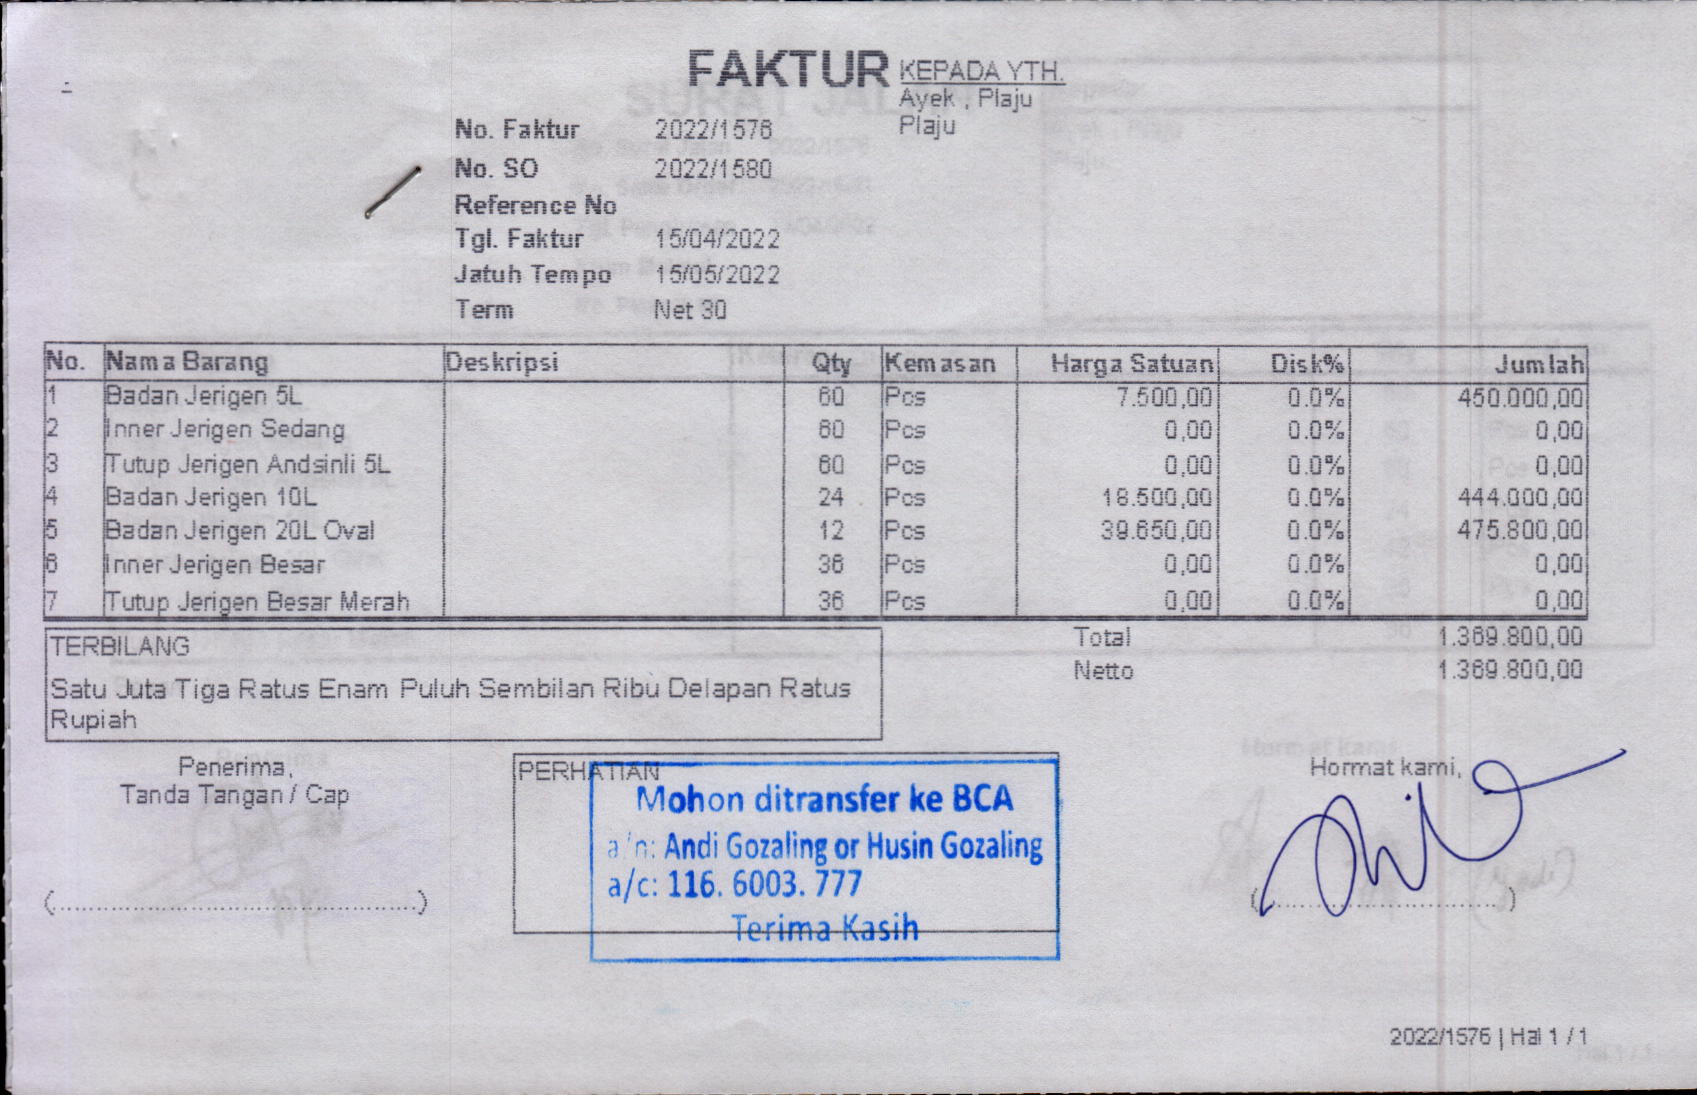 FAKTUR
KEPADA YTH.
Ayek , Plaju
Plaju
No. Faktur 2022/1576
No. SO 2022/1580
Reference No
Tgl. Faktur 15/04/2022
Jatuh Tempo 15/05/2022
Term Net 30
No. Nama Barang Deskripsi Qty Kemasan Harga Satuan Disk% Jumlah
1 Badan Jerigen 5L 60 Pcs 7.500,00 0.0% 450.000,00
2 Inner Jerigen Sedang 60 Pcs 0,00 0.0% 0,00
3 Tutup Jerigen Andsinli 5L 60 Pcs 0,00 0.0% 0,00
4 Badan Jerigen 10L 24 Pcs 18.500,00 0.0% 444.000,00
5 Badan Jerigen 20L Oval 12 Pcs 39.650,00 0.0% 475.800,00
6 Inner Jerigen Besar 36 Pcs 0,00 0.0% 0,00
7 Tutup Jerigen Besar Merah 36 Pcs 0,00 0.0% 0,00
Total 1.369.800,00
Netto 1.369.800,00
TERBILANG
Satu Juta Tiga Ratus Enam Puluh Sembilan Ribu Delapan Ratus
Rupiah
Penerima,
Tanda Tangan / Cap
(..................................................)
PERHATIAN
Mohon ditransfer ke BCA
a/n: Andi Gozaling or Husin Gozaling
a/c: 116. 6003. 777
Terima Kasih
Hormat kami,
(..................................)
2022/1576 | Hal 1 / 1